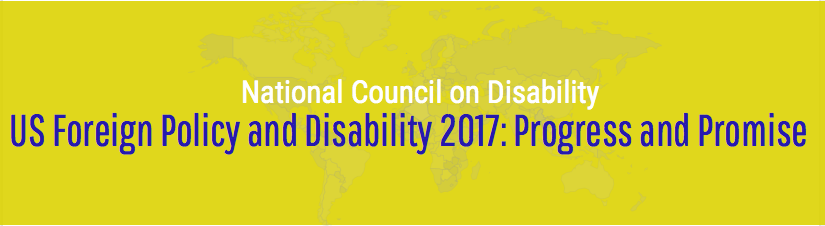 National Council on Disability
US Foreign Policy and Disability 2017: Progress and Promise